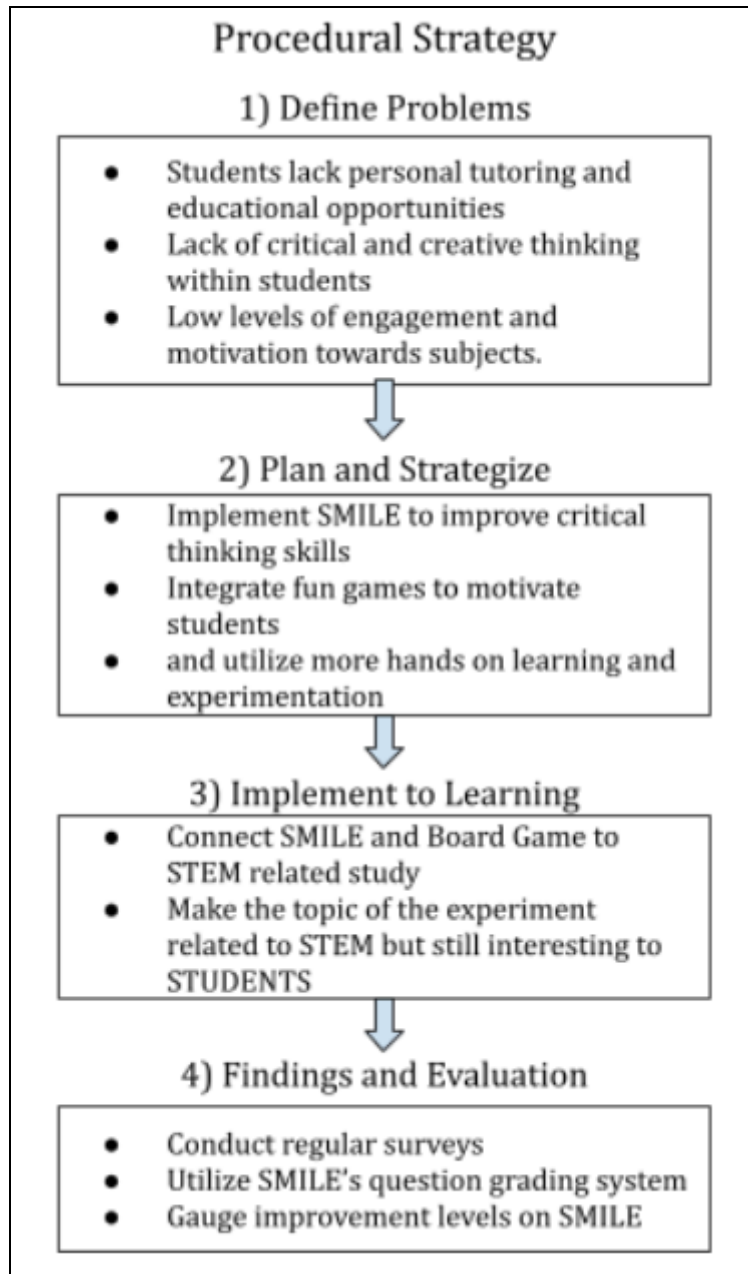 Procedural Strategy
1) Define Problems
● Students lack personal tutoring and
educational opportunities
● Lack of critical and creative thinking
within students
● Low levels of engagement and
motivation towards subjects.
2) Plan and Strategize
● Implement SMILE to improve critical
thinking skills
● Integrate fun games to motivate
students
● and utilize more hands on learning and
experimentation
3) Implement to Learning
● Connect SMILE and Board Game to
STEM related study
● Make the topic of the experiment
related to STEM but still interesting to
STUDENTS
4) Findings and Evaluation
● Conduct regular surveys
● Utilize SMILE's question grading system
● Gauge improvement levels on SMILE